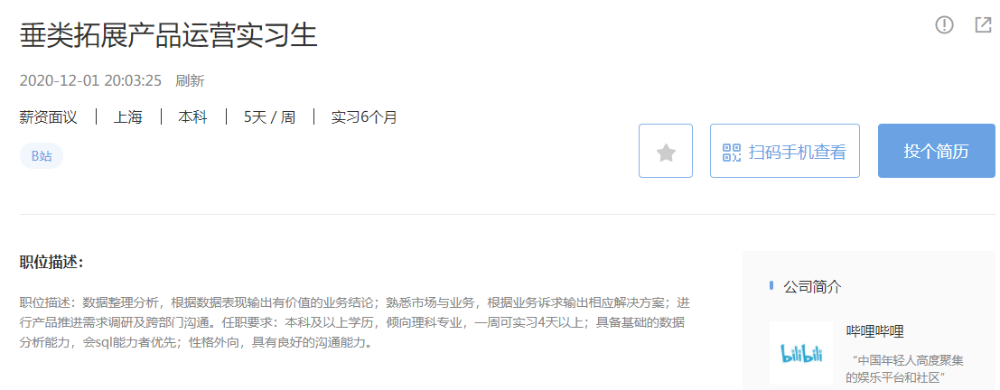 垂类拓展产品运营实习生
2020-12-01 20:03:25 刷新
薪资面议 | 上海 | 本科 | 5天 / 周 | 实习6个月
B站
扫码手机查看
投个简历
职位描述：
职位描述：数据整理分析，根据数据表现输出有价值的业务结论；熟悉市场与业务，根据业务诉求输出相应解决方案；进
行产品推进需求调研及跨部门沟通。任职要求：本科及以上学历，倾向理科专业，一周可实习4天以上；具备基础的数据
分析能力，会sql能力者优先；性格外向，具有良好的沟通能力。
公司简介
bilibili
哔哩哔哩
“中国年轻人高度聚集
的娱乐平台和社区”